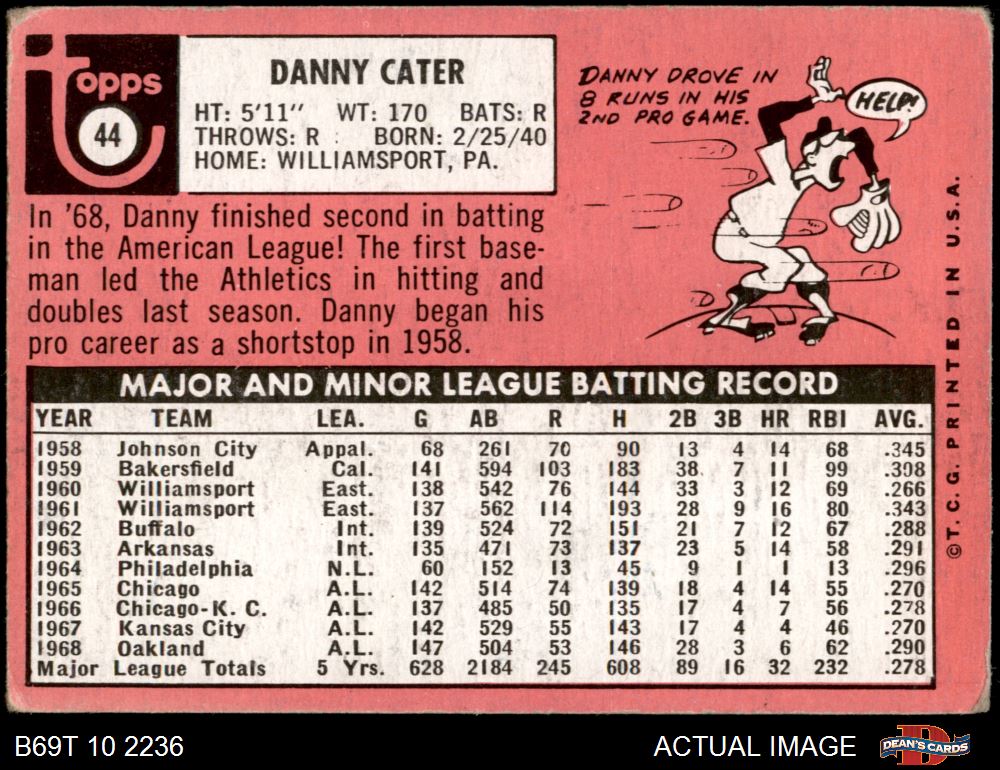 topps
44
DANNY CATER
HT: 5'11" WT: 170 BATS: R
THROWS: R BORN: 2/25/40
HOME: WILLIAMSPORT, PA.
DANNY DROVE IN
8 RUNS IN HIS
2ND PRO GAME.
HELP!
In '68, Danny finished second in batting
in the American League! The first base-
man led the Athletics in hitting and
doubles last season. Danny began his
pro career as a shortstop in 1958.
MAJOR AND MINOR LEAGUE BATTING RECORD
YEAR TEAM LEA. G AB R H 2B 3B HR RBI AVG.
1958 Johnson City Appal. 68 261 70 90 13 4 14 68 .345
1959 Bakersfield Cal. 141 594 103 183 38 7 11 99 .308
1960 Williamsport East. 138 542 76 144 33 3 12 69 .266
1961 Williamsport East. 137 562 114 193 28 9 16 80 .343
1962 Buffalo Int. 139 524 72 151 21 7 12 67 .288
1963 Arkansas Int. 135 471 73 137 23 5 14 58 .291
1964 Philadelphia N.L. 60 152 13 45 9 1 1 13 .296
1965 Chicago A.L. 142 514 74 139 18 4 14 55 .270
1966 Chicago-K. C. A.L. 137 485 50 135 17 4 7 56 .278
1967 Kansas City A.L. 142 529 55 143 17 4 4 46 .270
1968 Oakland A.L. 147 504 53 146 28 3 6 62 .290
Major League Totals 5 Yrs. 628 2184 245 608 89 16 32 232 .278
© T. C. G. PRINTED IN U.S.A.
B69T 10 2236
ACTUAL IMAGE
D
DEAN'S CARDS